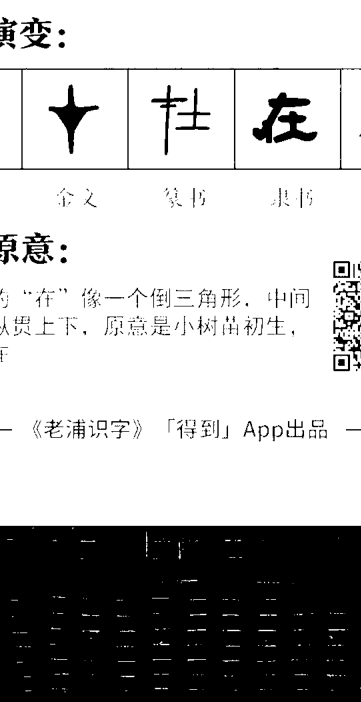 演变：
在
金文 篆书 隶书
原意：
的“在”像一个倒三角形，中间
纵贯上下，原意是小树苗初生，
《老浦识字》「得到」App出品